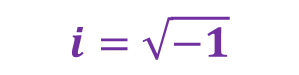 i = √−1